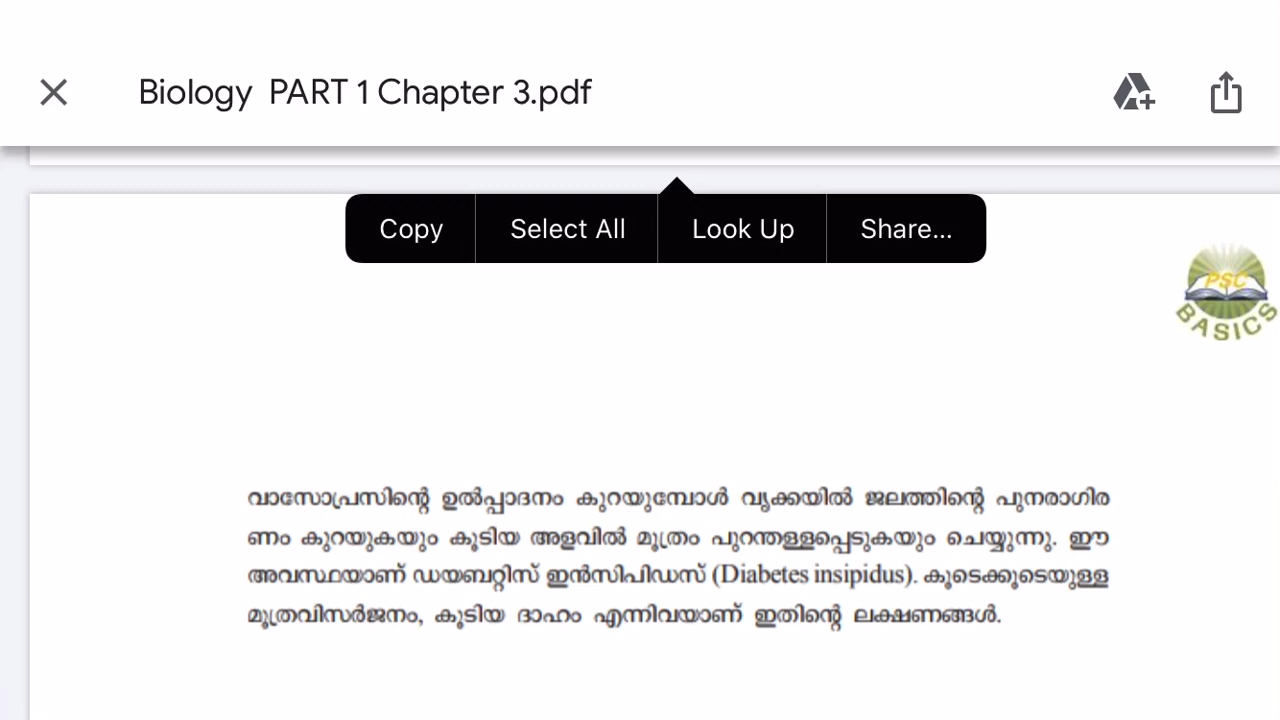 Biology PART 1 Chapter 3.pdf
Copy Select All Look Up Share...
PSC
BASICS
വാസോപ്രസിന്റെ ഉൽപ്പാദനം കുറയുമ്പോൾ വൃക്കയിൽ ജലത്തിന്റെ പുനരാഗിര
ണം കുറയുകയും കൂടിയ അളവിൽ മൂത്രം പുറന്തള്ളപ്പെടുകയും ചെയ്യുന്നു. ഈ
അവസ്ഥയാണ് ഡയബറ്റിസ് ഇൻസിപിഡസ് (Diabetes insipidus). കൂടെക്കൂടെയുള്ള
മൂത്രവിസർജനം, കൂടിയ ദാഹം എന്നിവയാണ് ഇതിന്റെ ലക്ഷണങ്ങൾ.